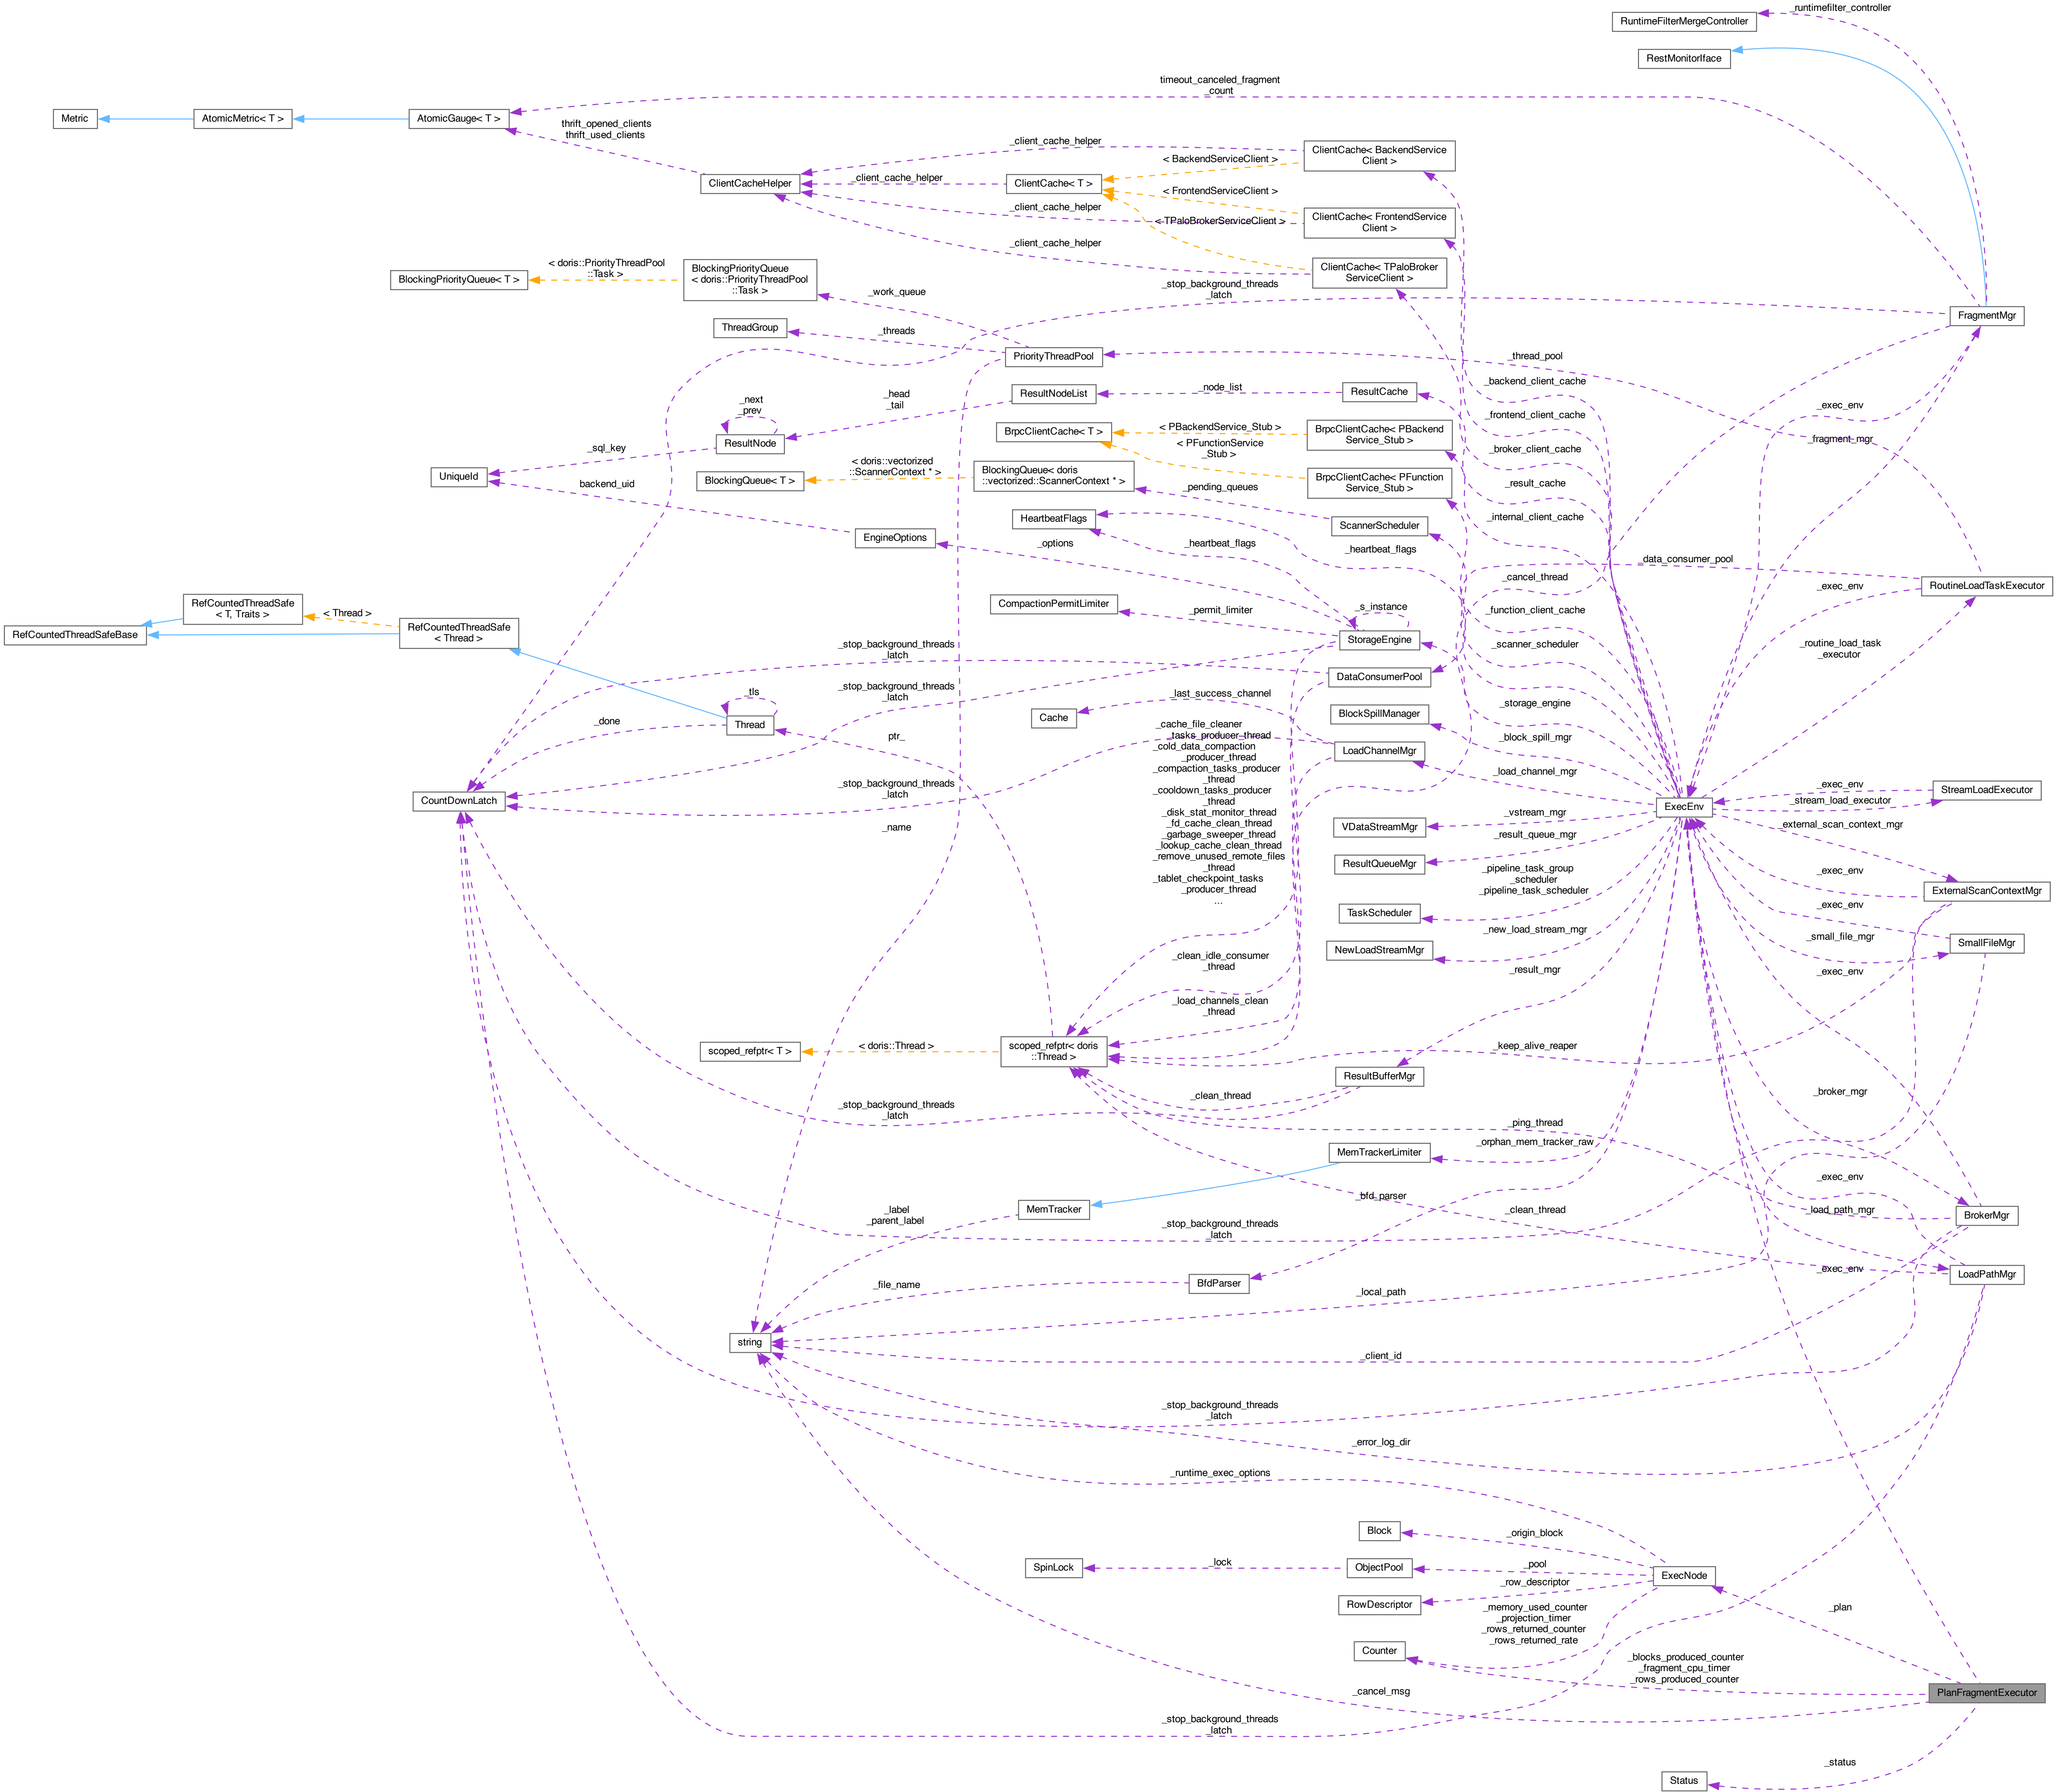 _runtimefilter_controller
RuntimeFilterMergeController
RestMonitorIface
timeout_canceled_fragment
_count
Metric
AtomicMetric< T >
AtomicGauge< T >
thrift_opened_clients
thrift_used_clients
_client_cache_helper
ClientCache< BackendService
Client >
< BackendServiceClient >
ClientCacheHelper
_client_cache_helper
ClientCache< T >
< FrontendServiceClient >
_client_cache_helper
< TPaloBrokerServiceClient >
ClientCache< FrontendService
Client >
_client_cache_helper
ClientCache< TPaloBroker
ServiceClient >
BlockingPriorityQueue< T >
< doris::PriorityThreadPool
::Task >
BlockingPriorityQueue
< doris::PriorityThreadPool
::Task >
_work_queue
_stop_background_threads
_latch
FragmentMgr
ThreadGroup
_threads
PriorityThreadPool
_thread_pool
_backend_client_cache
_exec_env
_next
_prev
_head
_tail
ResultNodeList
_node_list
ResultCache
_frontend_client_cache
_fragment_mgr
ResultNode
_sql_key
BrpcClientCache< T >
< PBackendService_Stub >
BrpcClientCache< PBackend
Service_Stub >
< PFunctionService
_Stub >
_broker_client_cache
UniqueId
backend_uid
BlockingQueue< T >
< doris::vectorized
::ScannerContext * >
BlockingQueue< doris
::vectorized::ScannerContext * >
_pending_queues
BrpcClientCache< PFunction
Service_Stub >
_result_cache
_internal_client_cache
HeartbeatFlags
ScannerScheduler
EngineOptions
_options
_heartbeat_flags
_heartbeat_flags
_data_consumer_pool
_cancel_thread
_exec_env
RoutineLoadTaskExecutor
RefCountedThreadSafeBase
RefCountedThreadSafe
< T, Traits >
< Thread >
RefCountedThreadSafe
< Thread >
CompactionPermitLimiter
_permit_limiter
_s_instance
StorageEngine
_function_client_cache
_scanner_scheduler
_routine_load_task
_executor
_stop_background_threads
_latch
DataConsumerPool
_stop_background_threads
_latch
_tls
Thread
_done
ptr_
Cache
_last_success_channel
BlockSpillManager
_storage_engine
_block_spill_mgr
LoadChannelMgr
_load_channel_mgr
_cache_file_cleaner
_tasks_producer_thread
_cold_data_compaction
_producer_thread
_compaction_tasks_producer
_thread
_cooldown_tasks_producer
_thread
_disk_stat_monitor_thread
_fd_cache_clean_thread
_garbage_sweeper_thread
_lookup_cache_clean_thread
_remove_unused_remote_files
_thread
_tablet_checkpoint_tasks
_producer_thread
...
CountDownLatch
_stop_background_threads
_latch
_name
ExecEnv
_exec_env
_stream_load_executor
StreamLoadExecutor
VDataStreamMgr
_vstream_mgr
_external_scan_context_mgr
ResultQueueMgr
_result_queue_mgr
_exec_env
ExternalScanContextMgr
_pipeline_task_group
_scheduler
_pipeline_task_scheduler
TaskScheduler
_exec_env
_new_load_stream_mgr
NewLoadStreamMgr
_small_file_mgr
SmallFileMgr
_clean_idle_consumer
_thread
_result_mgr
_exec_env
_load_channels_clean
_thread
scoped_refptr< T >
< doris::Thread >
scoped_refptr< doris
::Thread >
_keep_alive_reaper
ResultBufferMgr
_clean_thread
_stop_background_threads
_latch
_broker_mgr
_ping_thread
_orphan_mem_tracker_raw
MemTrackerLimiter
MemTracker
_label
_parent_label
_bfd_parser
_clean_thread
_exec_env
_load_path_mgr
BrokerMgr
_stop_background_threads
_latch
_exec_env
LoadPathMgr
BfdParser
_file_name
_local_path
string
_client_id
_stop_background_threads
_latch
_error_log_dir
_runtime_exec_options
Block
_origin_block
SpinLock
_lock
ObjectPool
_pool
ExecNode
RowDescriptor
_row_descriptor
_memory_used_counter
_projection_timer
_rows_returned_counter
_rows_returned_rate
_plan
Counter
_blocks_produced_counter
_fragment_cpu_timer
_rows_produced_counter
_cancel_msg
PlanFragmentExecutor
_stop_background_threads
_latch
_status
Status